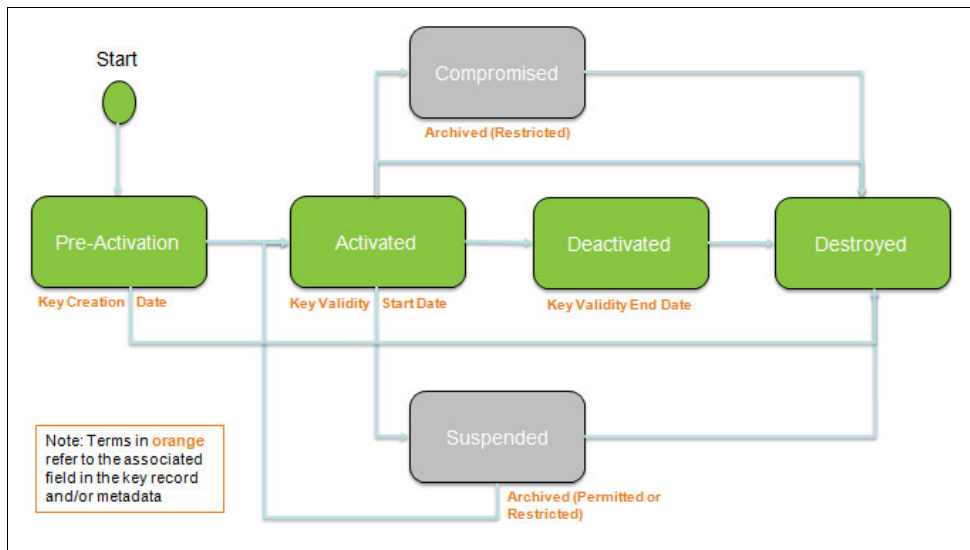 Start
Compromised
Archived (Restricted)
Pre-Activation
Activated
Deactivated
Destroyed
Key Creation Date
Key Validity Start Date
Key Validity End Date
Suspended
Archived (Permitted or
Restricted)
Note: Terms in orange
refer to the associated
field in the key record
and/or metadata